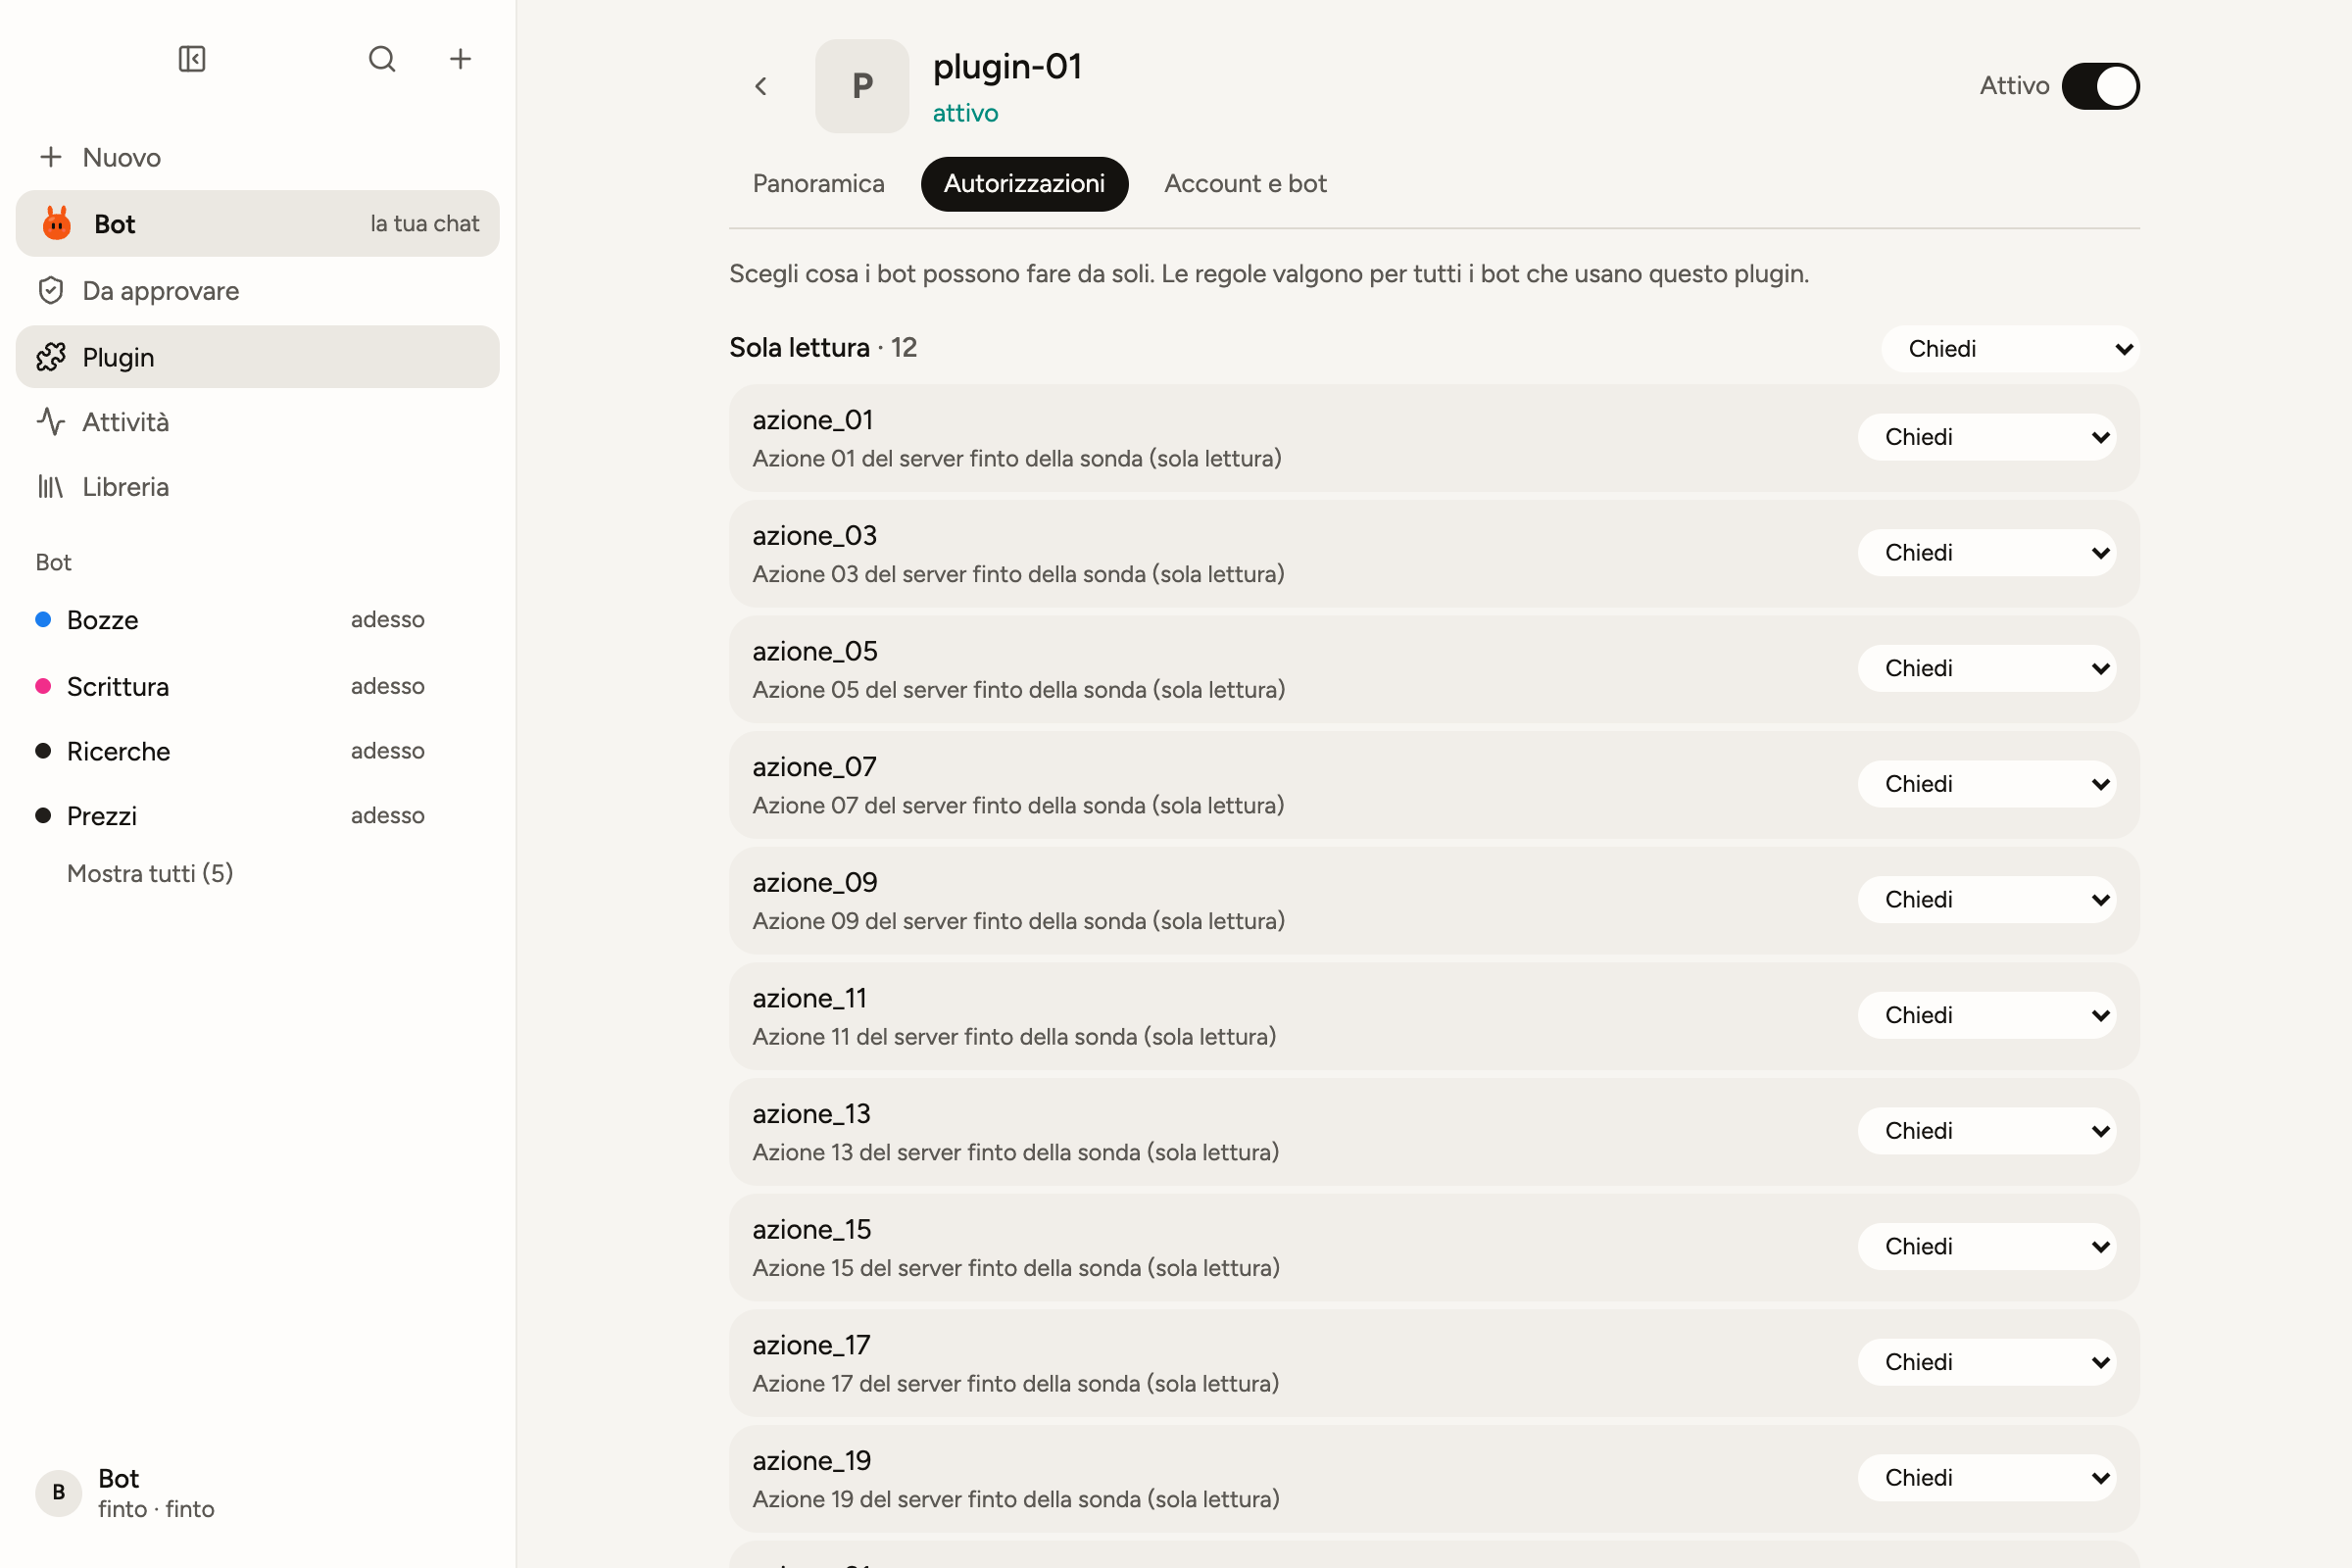 Nuovo
Bot
la tua chat
Da approvare
Plugin
Attività
Libreria
Bot
Bozze
adesso
Scrittura
adesso
Ricerche
adesso
Prezzi
adesso
Mostra tutti (5)
B
Bot
finto · finto
P
plugin-01
attivo
Attivo
Panoramica
Autorizzazioni
Account e bot
Scegli cosa i bot possono fare da soli. Le regole valgono per tutti i bot che usano questo plugin.
Sola lettura · 12
Chiedi
azione_01
Azione 01 del server finto della sonda (sola lettura)
Chiedi
azione_03
Azione 03 del server finto della sonda (sola lettura)
Chiedi
azione_05
Azione 05 del server finto della sonda (sola lettura)
Chiedi
azione_07
Azione 07 del server finto della sonda (sola lettura)
Chiedi
azione_09
Azione 09 del server finto della sonda (sola lettura)
Chiedi
azione_11
Azione 11 del server finto della sonda (sola lettura)
Chiedi
azione_13
Azione 13 del server finto della sonda (sola lettura)
Chiedi
azione_15
Azione 15 del server finto della sonda (sola lettura)
Chiedi
azione_17
Azione 17 del server finto della sonda (sola lettura)
Chiedi
azione_19
Azione 19 del server finto della sonda (sola lettura)
Chiedi